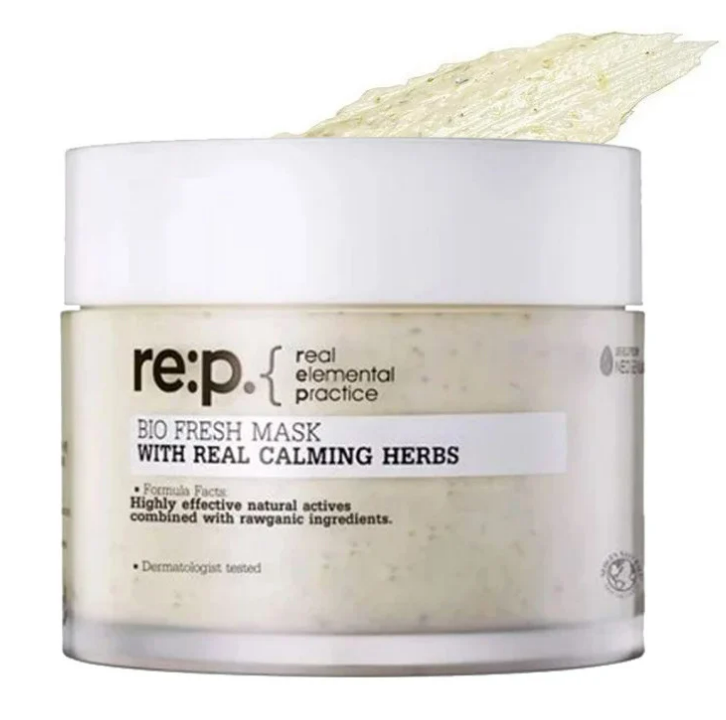 re:p.{
real
elemental
practice
BIO FRESH MASK
WITH REAL CALMING HERBS
• Formula Facts:
Highly effective natural actives
combined with rawganic ingredients.
• Dermatologist tested